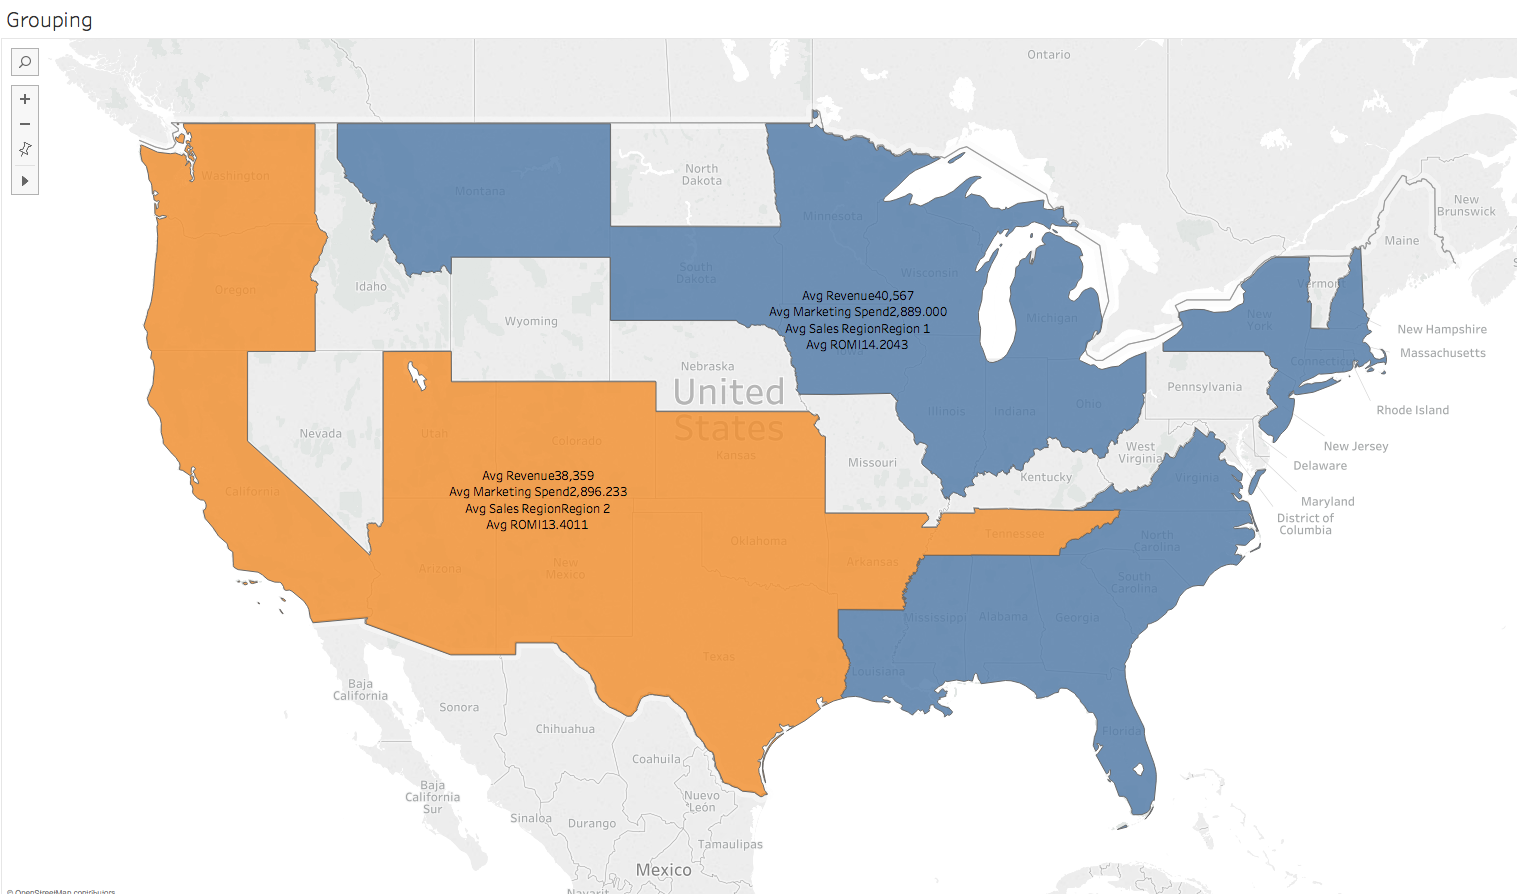 Grouping
Ontario
North
Dakota
New
Brunswick
Washington
Montana
Minnesota
Maine
South
Dakota
Wisconsin
Idaho
Oregon
Vermont
Avg Revenue40,567
Avg Marketing Spend2,889.000
Avg Sales RegionRegion 1
Avg ROMI14.2043
Iowa
Wyoming
Michigan
New
York
New Hampshire
Massachusetts
Connecticut
Nebraska
United
States
Pennsylvania
Rhode Island
Illinois
Indiana
Ohio
Nevada
Utah
Colorado
Kansas
Missouri
West
Virginia
New Jersey
Delaware
Kentucky
Virginia
Maryland
District of
Columbia
California
Avg Revenue38,359
Avg Marketing Spend2,896.233
Avg Sales RegionRegion 2
Avg ROMI13.4011
Oklahoma
Tennessee
North
Carolina
Arizona
New
Mexico
Arkansas
South
Carolina
Mississippi
Alabama
Georgia
Texas
Louisiana
Baja
California
Sonora
Chihuahua
Florida
Coahuila
Baja
California
Sur
Nuevo
León
Sinaloa
Durango
Tamaulipas
Mexico
Nayarit
© OpenStreetMap contributors